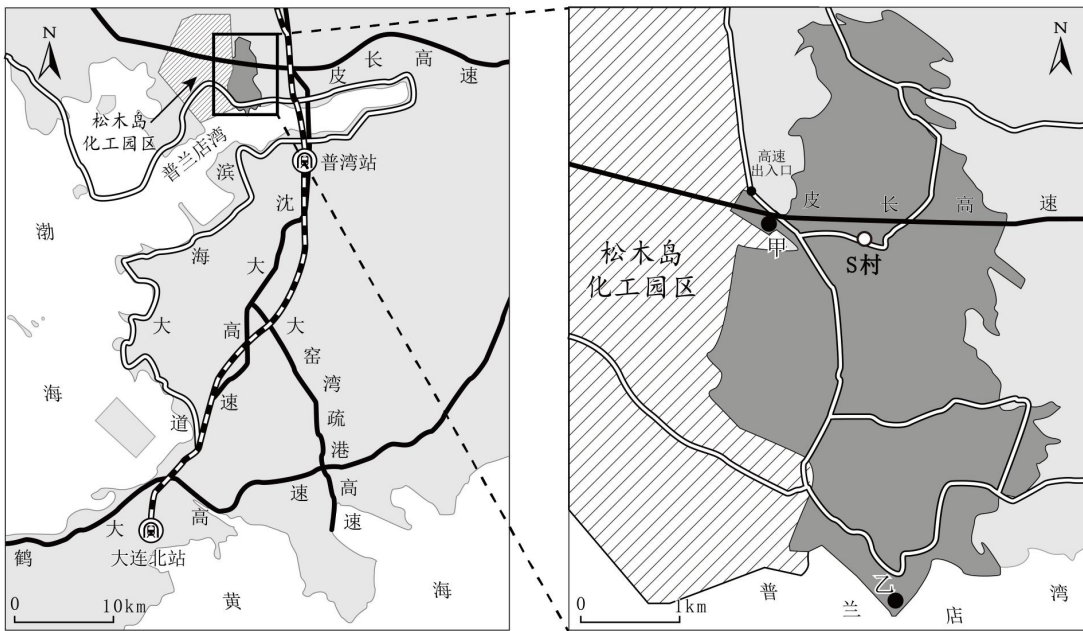 N
皮长高速
松木岛
化工园区
普兰店湾
普湾站
滨海大道
沈大高速
大窑湾疏港高速
渤海
鹤大高速
大连北站
黄海
0 10km
N
高速
出入口
皮长高速
甲
S村
松木岛
化工园区
乙
普兰店湾
0 1km